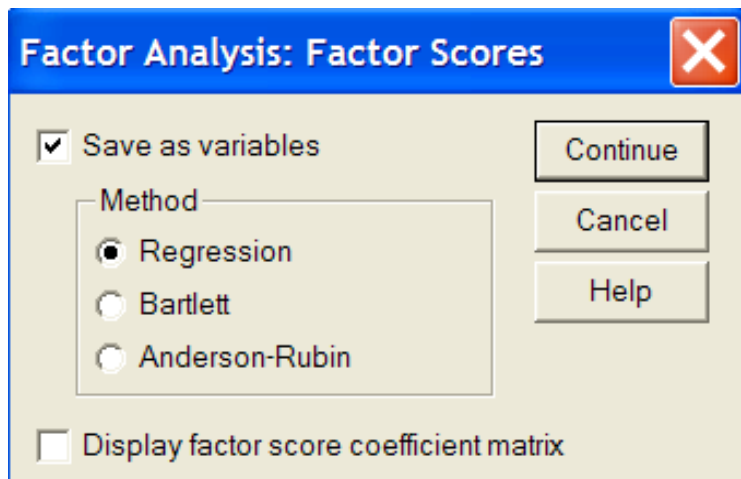 Factor Analysis: Factor Scores
Save as variables
Continue
Method
Cancel
Regression
Help
Bartlett
Anderson-Rubin
Display factor score coefficient matrix